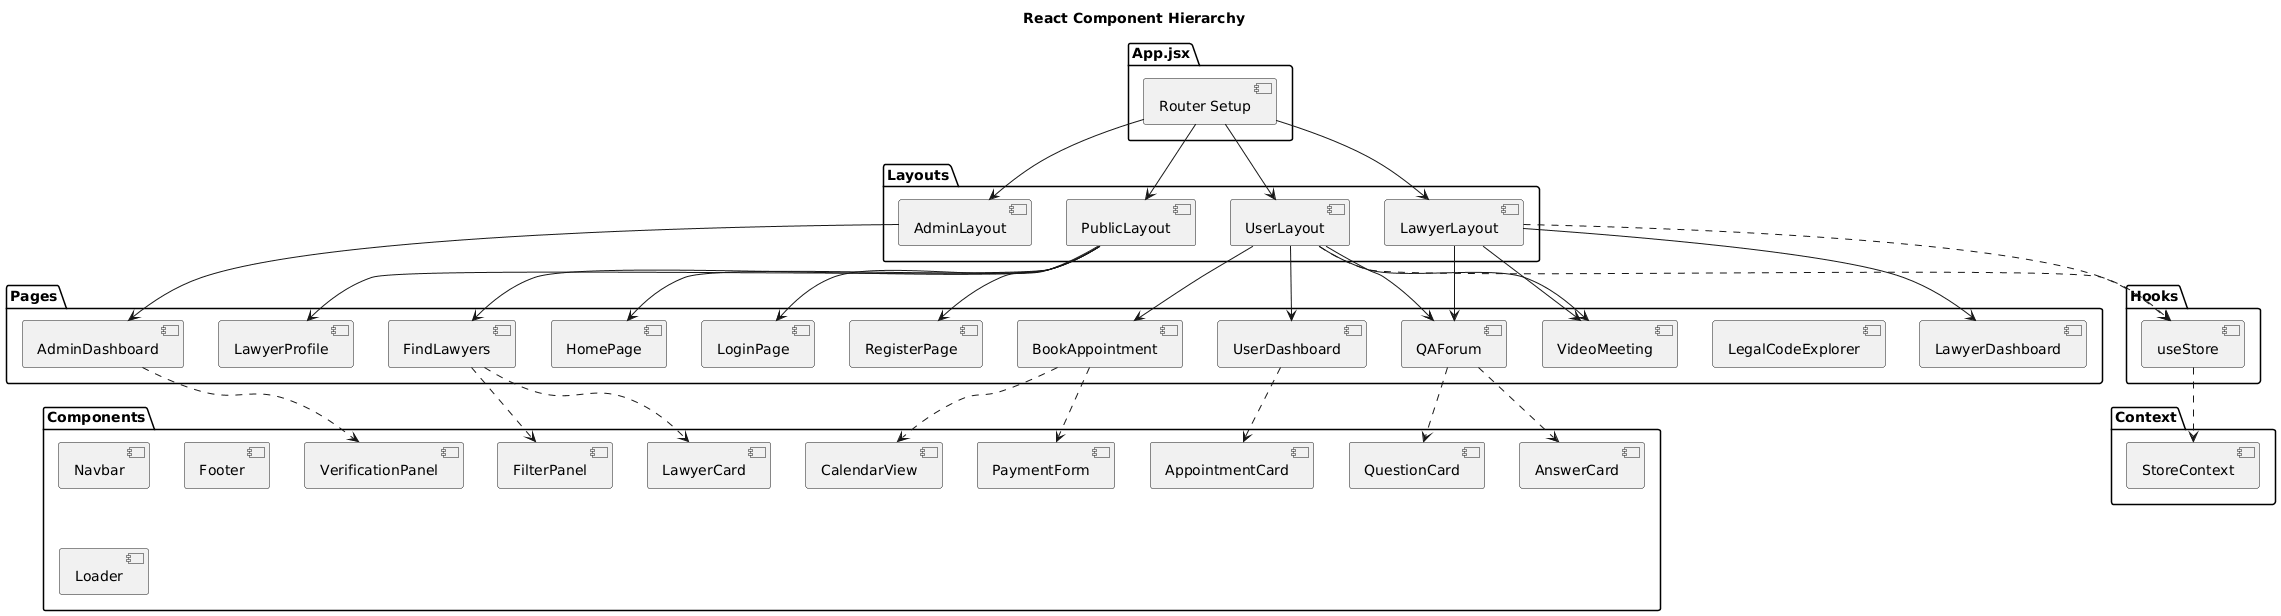 React Component Hierarchy
App.jsx
Router Setup
Layouts
AdminLayout
PublicLayout
UserLayout
LawyerLayout
Pages
AdminDashboard
LawyerProfile
FindLawyers
HomePage
LoginPage
RegisterPage
BookAppointment
UserDashboard
QAForum
VideoMeeting
LegalCodeExplorer
LawyerDashboard
Hooks
useStore
Components
Navbar
Footer
VerificationPanel
FilterPanel
LawyerCard
CalendarView
PaymentForm
AppointmentCard
QuestionCard
AnswerCard
Loader
Context
StoreContext